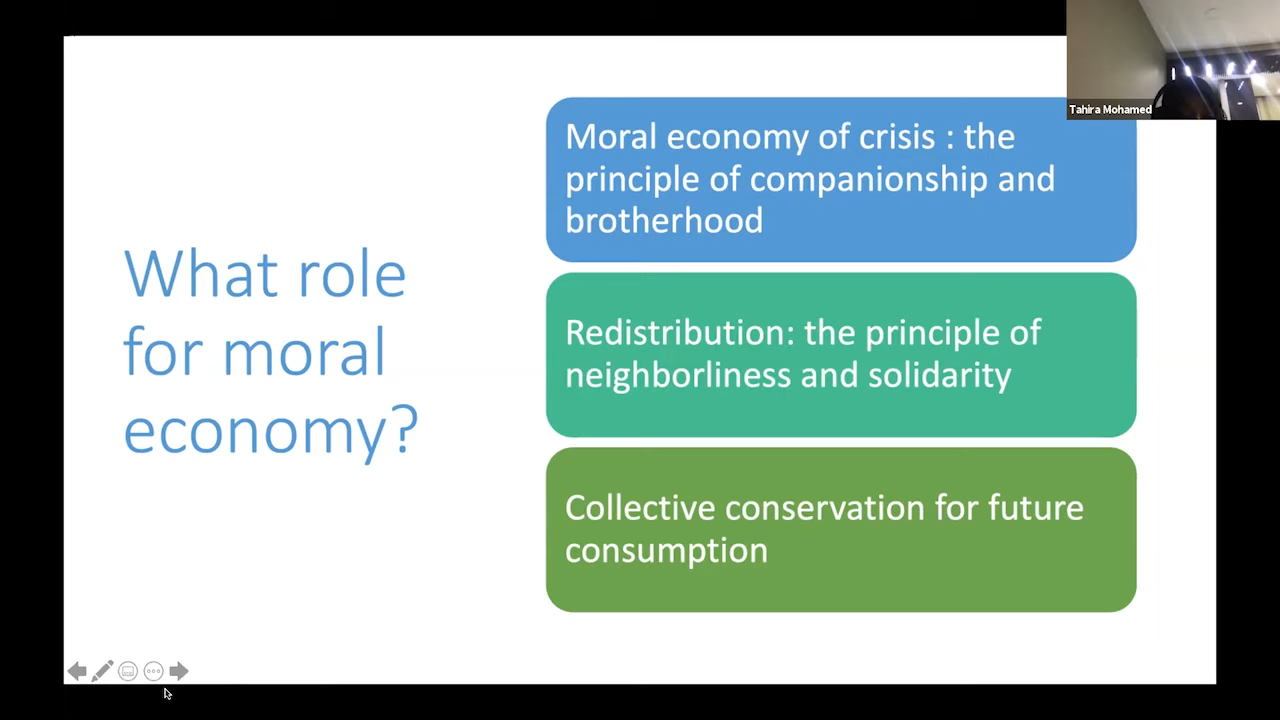 Tahira Mohamed
What role
for moral
economy?
Moral economy of crisis : the
principle of companionship and
brotherhood
Redistribution: the principle of
neighborliness and solidarity
Collective conservation for future
consumption